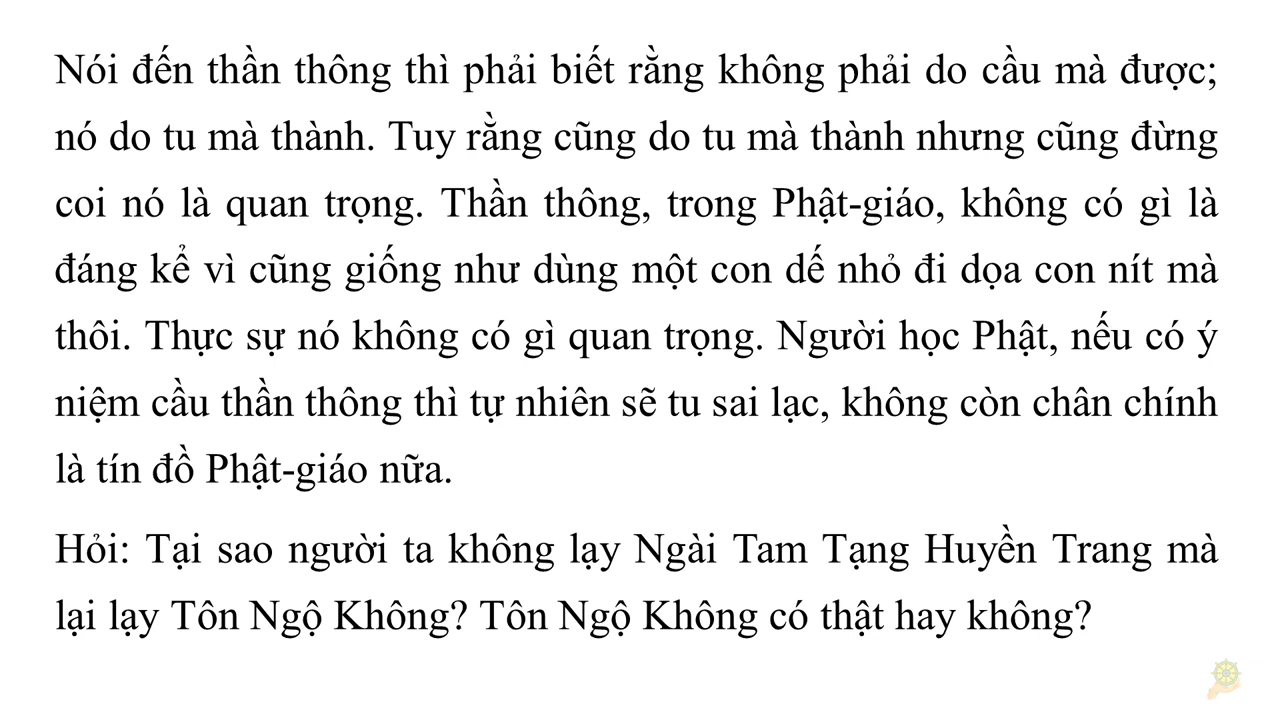 Nói đến thần thông thì phải biết rằng không phải do cầu mà được;
nó do tu mà thành. Tuy rằng cũng do tu mà thành nhưng cũng đừng
coi nó là quan trọng. Thần thông, trong Phật-giáo, không có gì là
đáng kể vì cũng giống như dùng một con dế nhỏ đi dọa con nít mà
thôi. Thực sự nó không có gì quan trọng. Người học Phật, nếu có ý
niệm cầu thần thông thì tự nhiên sẽ tu sai lạc, không còn chân chính
là tín đồ Phật-giáo nữa.
Hỏi: Tại sao người ta không lạy Ngài Tam Tạng Huyền Trang mà
lại lạy Tôn Ngộ Không? Tôn Ngộ Không có thật hay không?